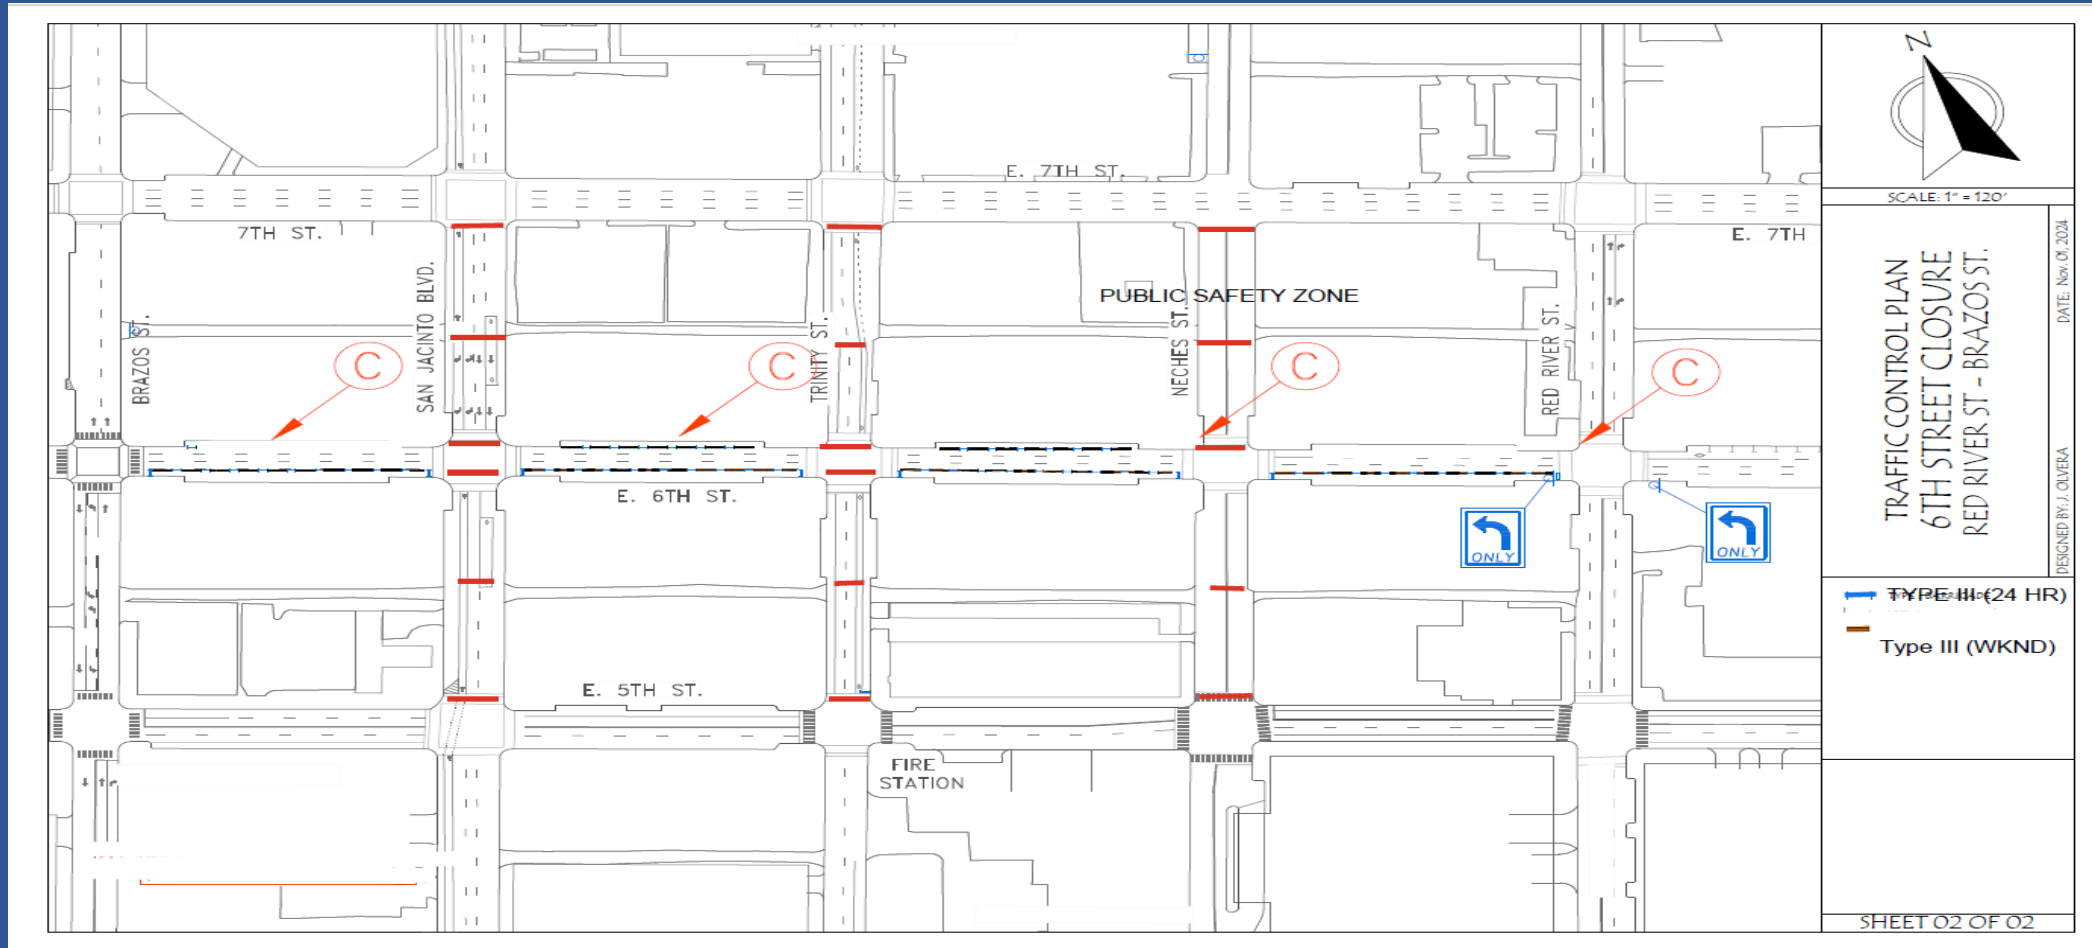 E. 7TH ST.
7TH ST.
E. 7TH
PUBLIC SAFETY ZONE
BRAZOS ST.
SAN JACINTO BLVD.
TRINITY ST.
NECHES ST.
RED RIVER ST.
C
C
C
C
E. 6TH ST.
ONLY
ONLY
E. 5TH ST.
FIRE
STATION
Z
SCALE: 1" = 120'
TRAFFIC CONTROL PLAN
6TH STREET CLOSURE
RED RIVER ST - BRAZOS ST.
DATE: Nov. 01, 2024
DESIGNED BY: J. OLVERA
TYPE III (24 HR)
Type III (WKND)
SHEET 02 OF 02